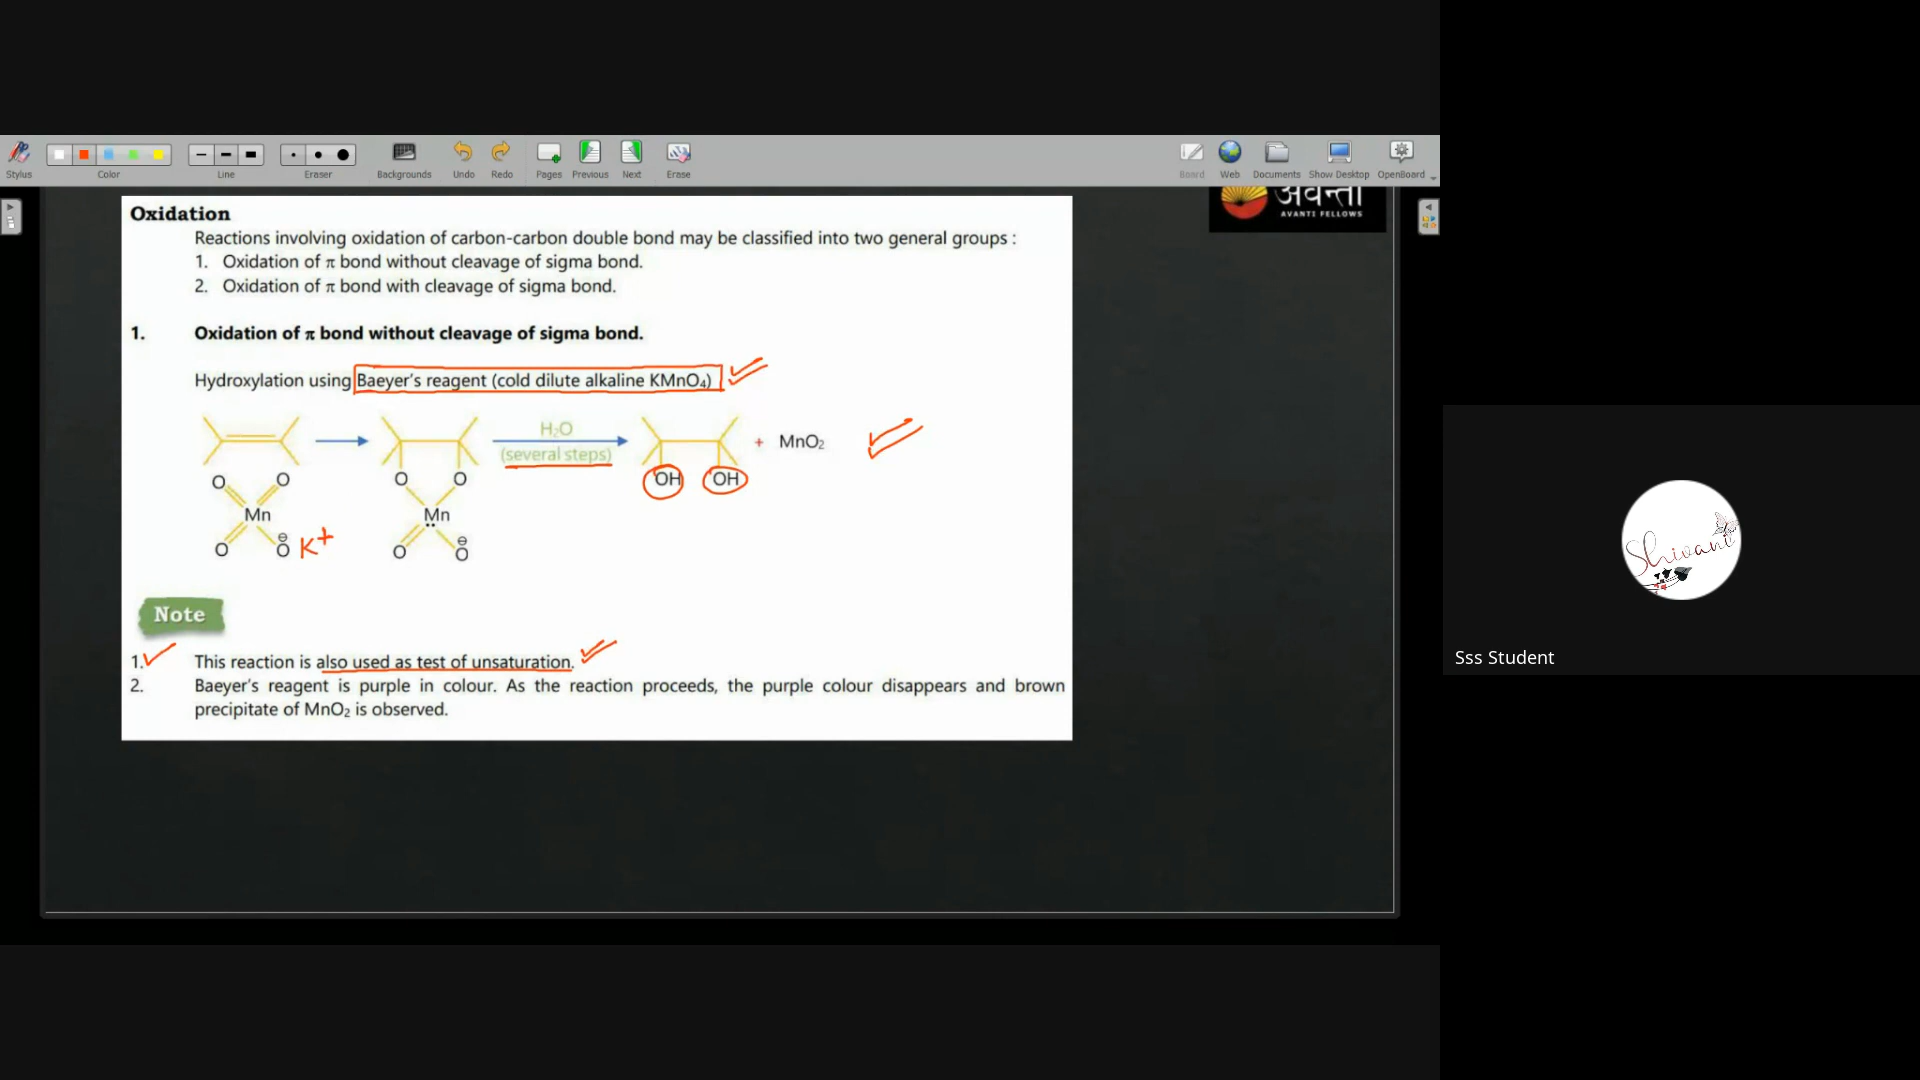 Stylus
Color
Line
Eraser
Backgrounds
Undo
Redo
Pages
Previous
Next
Erase
Board
Web
Documents
Show Desktop
OpenBoard
अवन्ती
AVANTI FELLOWS
Oxidation
Reactions involving oxidation of carbon-carbon double bond may be classified into two general groups :
1. Oxidation of π bond without cleavage of sigma bond.
2. Oxidation of π bond with cleavage of sigma bond.
1. Oxidation of π bond without cleavage of sigma bond.
Hydroxylation using Baeyer's reagent (cold dilute alkaline KMnO₄)
H₂O
(several steps)
+ MnO₂
O O O O OH OH
Mn Mn
O O⊖ K⁺ O O⊖
Note
1. This reaction is also used as test of unsaturation.
2. Baeyer's reagent is purple in colour. As the reaction proceeds, the purple colour disappears and brown
precipitate of MnO₂ is observed.
Shivani
Sss Student